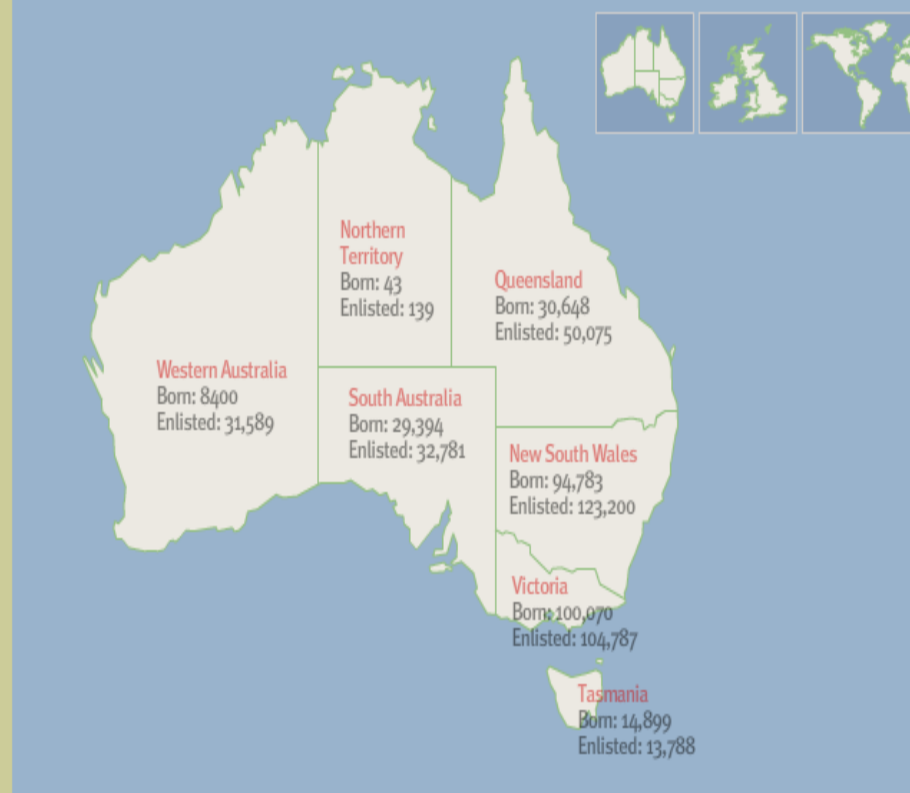 Northern
Territory
Born: 43
Enlisted: 139
Queensland
Born: 30,648
Enlisted: 50,075
Western Australia
Born: 8400
Enlisted: 31,589
South Australia
Born: 29,394
Enlisted: 32,781
New South Wales
Born: 94,783
Enlisted: 123,200
Victoria
Born: 100,070
Enlisted: 104,787
Tasmania
Born: 14,899
Enlisted: 13,788